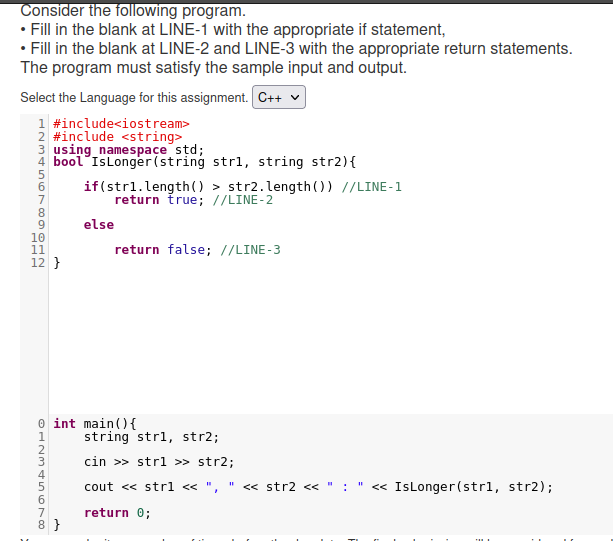 Consider the following program.
• Fill in the blank at LINE-1 with the appropriate if statement,
• Fill in the blank at LINE-2 and LINE-3 with the appropriate return statements.
The program must satisfy the sample input and output.
Select the Language for this assignment. C++
1 #include<iostream>
2 #include <string>
3 using namespace std;
4 bool IsLonger(string str1, string str2){
5
6 if(str1.length() > str2.length()) //LINE-1
7 return true; //LINE-2
8
9 else
10
11 return false; //LINE-3
12 }
0 int main(){
1 string str1, str2;
2
3 cin >> str1 >> str2;
4
5 cout << str1 << ", " << str2 << " : " << IsLonger(str1, str2);
6
7 return 0;
8 }